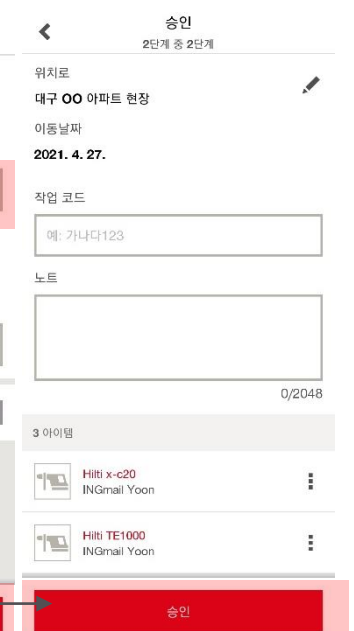 승인
2단계 중 2단계
위치로
대구 OO 아파트 현장
이동날짜
2021. 4. 27.
작업 코드
예: 가나다123
노트
0/2048
3 아이템
Hilti x-c20
INGmail Yoon
Hilti TE1000
INGmail Yoon
승인